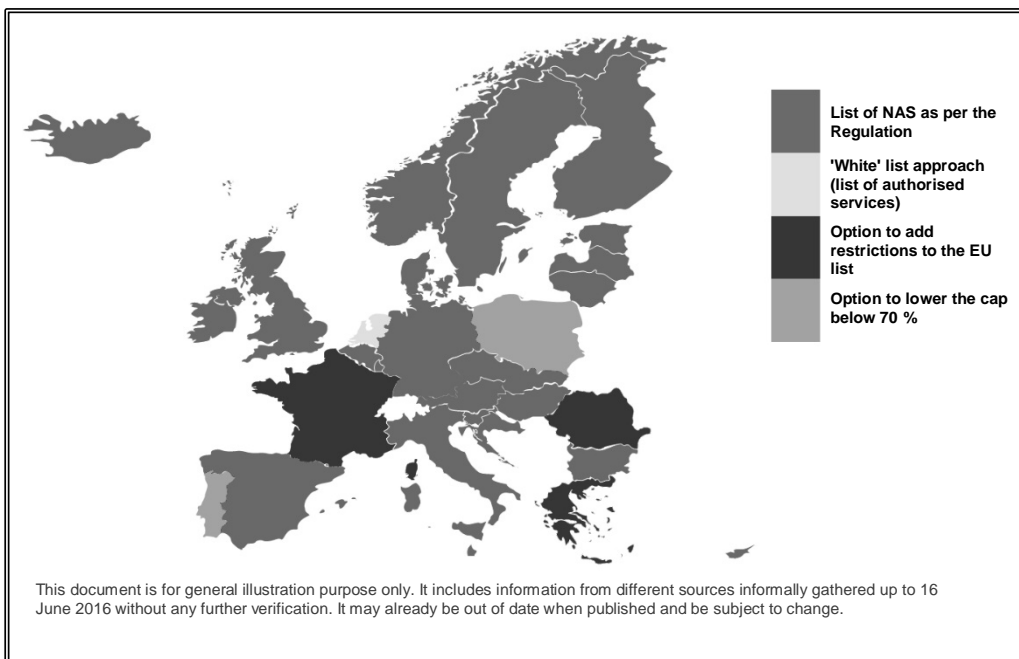 List of NAS as per the
Regulation
'White' list approach
(list of authorised
services)
Option to add
restrictions to the EU
list
Option to lower the cap
below 70 %
This document is for general illustration purpose only. It includes information from different sources informally gathered up to 16
June 2016 without any further verification. It may already be out of date when published and be subject to change.